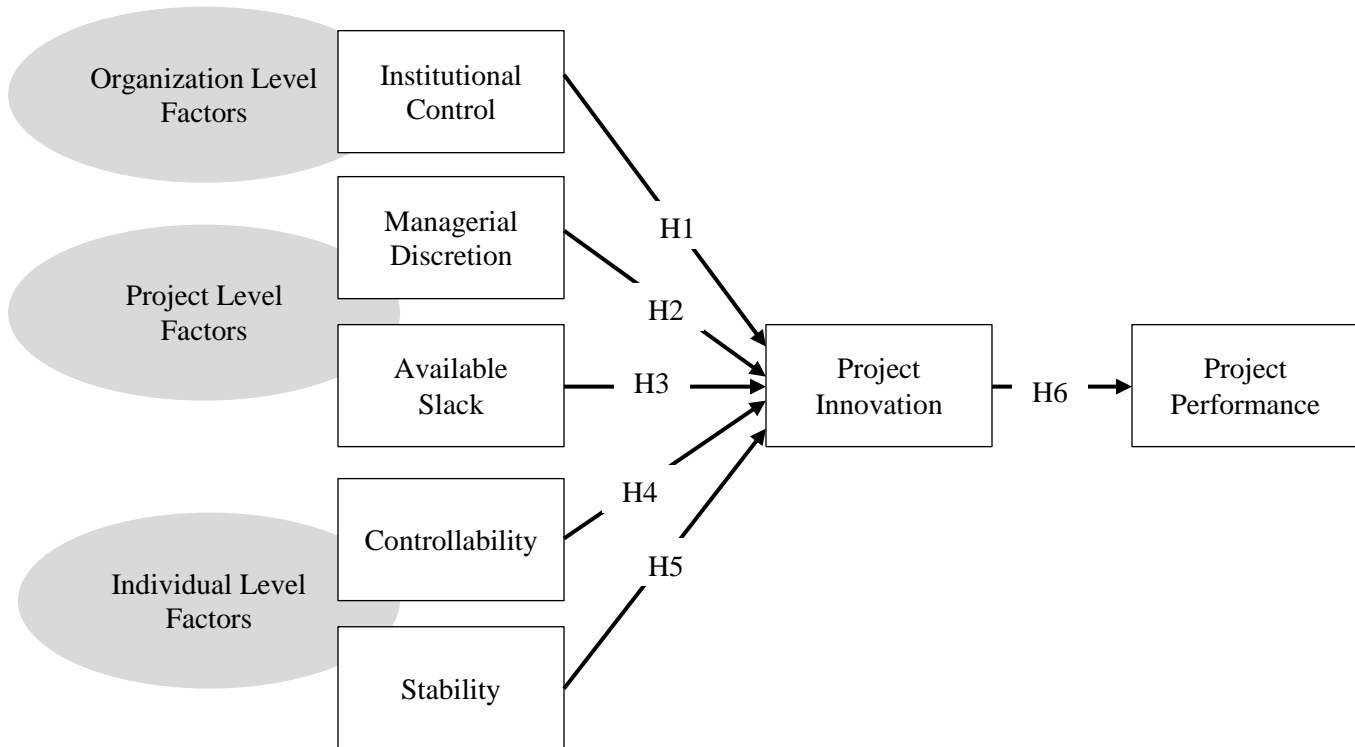 Organization Level
Factors
Institutional
Control
Managerial
Discretion
H1
Project Level
Factors
H2
Available
Slack
H3
Project
Innovation
H6
Project
Performance
Controllability
H4
Individual Level
Factors
H5
Stability